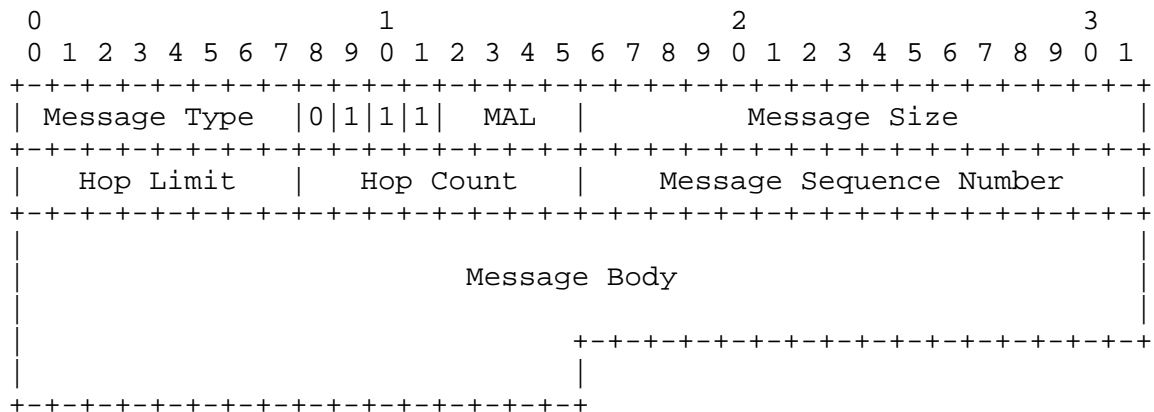 0                   1                   2                   3
 0 1 2 3 4 5 6 7 8 9 0 1 2 3 4 5 6 7 8 9 0 1 2 3 4 5 6 7 8 9 0 1
+-+-+-+-+-+-+-+-+-+-+-+-+-+-+-+-+-+-+-+-+-+-+-+-+-+-+-+-+-+-+-+-+
| Message Type  |0|1|1|1|  MAL  |         Message Size          |
+-+-+-+-+-+-+-+-+-+-+-+-+-+-+-+-+-+-+-+-+-+-+-+-+-+-+-+-+-+-+-+-+
|   Hop Limit   |   Hop Count   |    Message Sequence Number    |
+-+-+-+-+-+-+-+-+-+-+-+-+-+-+-+-+-+-+-+-+-+-+-+-+-+-+-+-+-+-+-+-+
|                                                               |
|                         Message Body                          |
|                                                               |
|                               +-+-+-+-+-+-+-+-+-+-+-+-+-+-+-+-+
|                               |
+-+-+-+-+-+-+-+-+-+-+-+-+-+-+-+-+